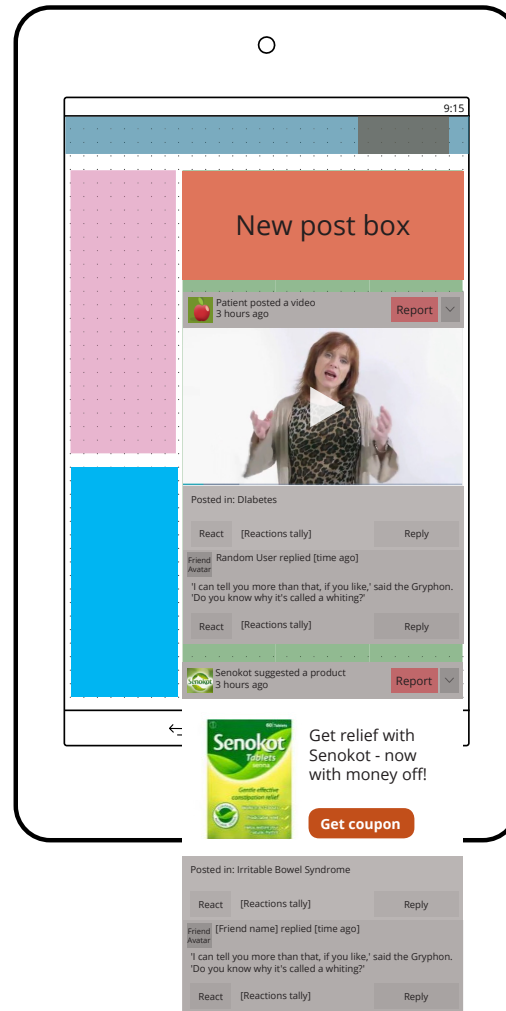 9:15
New post box
Patient posted a video
3 hours ago
Report
Posted in: DIabetes
React
[Reactions tally]
Reply
Friend
Avatar
Random User replied [time ago]
'I can tell you more than that, if you like,' said the Gryphon.
'Do you know why it's called a whiting?'
React
[Reactions tally]
Reply
Senokot
Senokot suggested a product
3 hours ago
Report
Senokot
Tablets
senna
Gentle effective
constipation relief
Get relief with
Senokot - now
with money off!
Get coupon
Posted in: Irritable Bowel Syndrome
React
[Reactions tally]
Reply
Friend
Avatar
[Friend name] replied [time ago]
'I can tell you more than that, if you like,' said the Gryphon.
'Do you know why it's called a whiting?'
React
[Reactions tally]
Reply